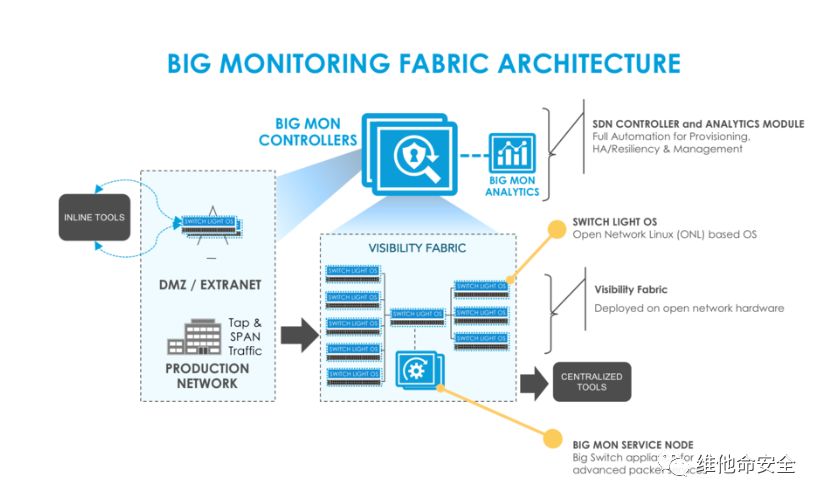 BIG MONITORING FABRIC ARCHITECTURE
BIG MON
CONTROLLERS
BIG MON
ANALYTICS
SDN CONTROLLER and ANALYTICS MODULE
Full Automation for Provisioning,
HA/Resiliency & Management
INLINE TOOLS
SWITCH LIGHT OS
DMZ / EXTRANET
Tap &
SPAN
Traffic
PRODUCTION
NETWORK
VISIBILITY FABRIC
SWITCH LIGHT OS
SWITCH LIGHT OS
SWITCH LIGHT OS
SWITCH LIGHT OS
SWITCH LIGHT OS
SWITCH LIGHT OS
SWITCH LIGHT OS
SWITCH LIGHT OS
SWITCH LIGHT OS
SWITCH LIGHT OS
Open Network Linux (ONL) based OS
Visibility Fabric
Deployed on open network hardware
CENTRALIZED
TOOLS
BIG MON SERVICE NODE
Big Switch appliance for
advanced packet
维他命安全